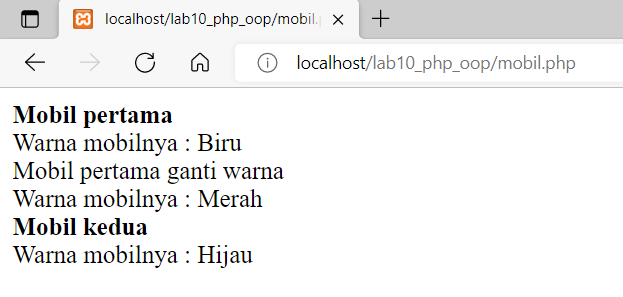 localhost/lab10_php_oop/mobil.
localhost/lab10_php_oop/mobil.php
Mobil pertama
Warna mobilnya : Biru
Mobil pertama ganti warna
Warna mobilnya : Merah
Mobil kedua
Warna mobilnya : Hijau